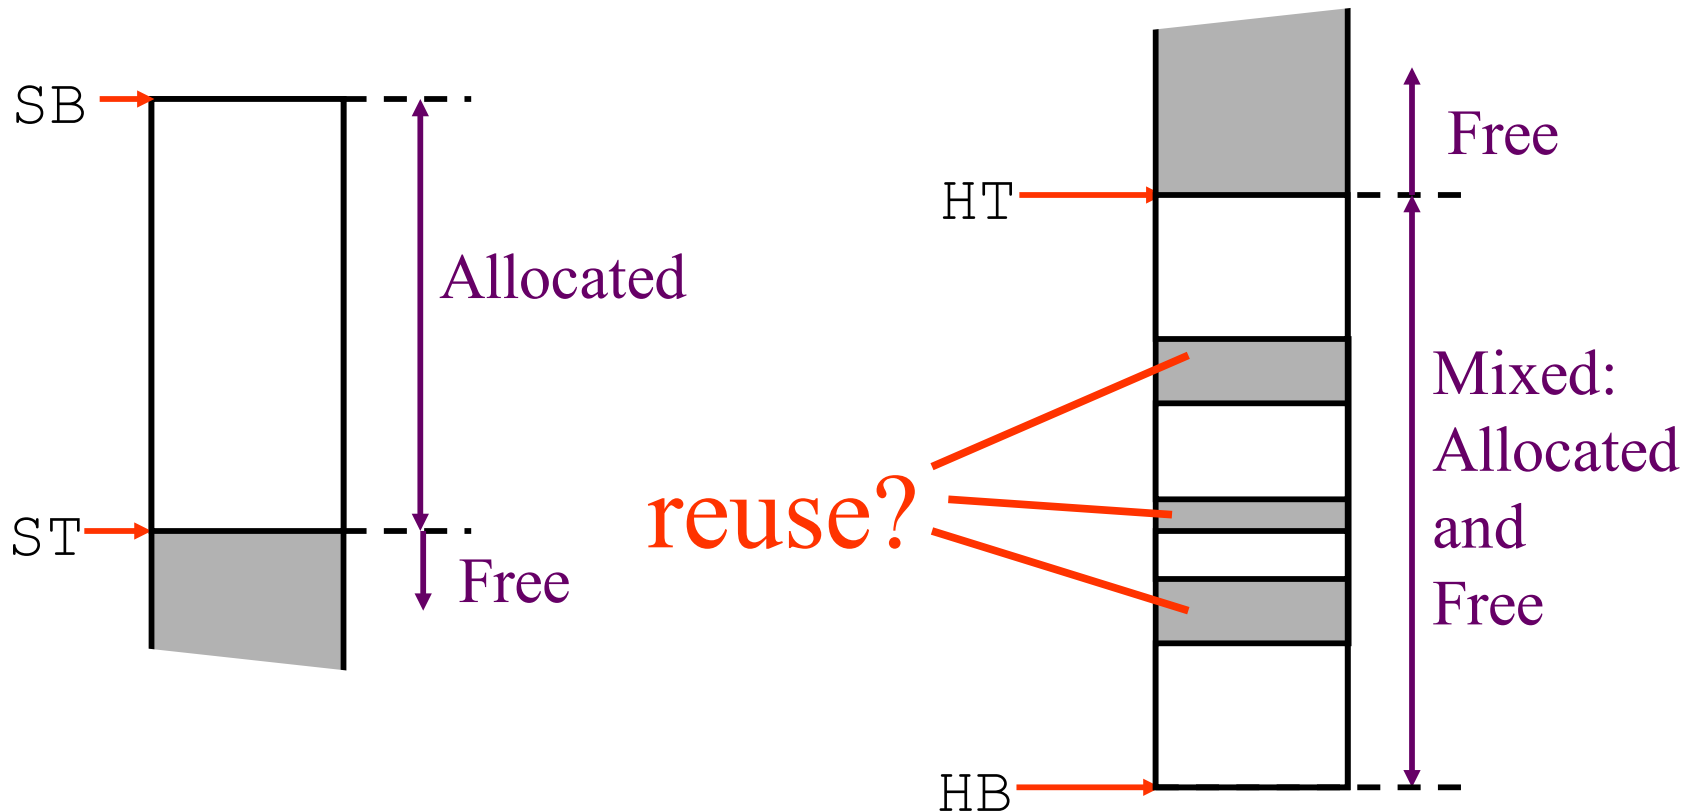 SB
Allocated
ST
Free
reuse?
HT
Free
Mixed:
Allocated
and
Free
HB